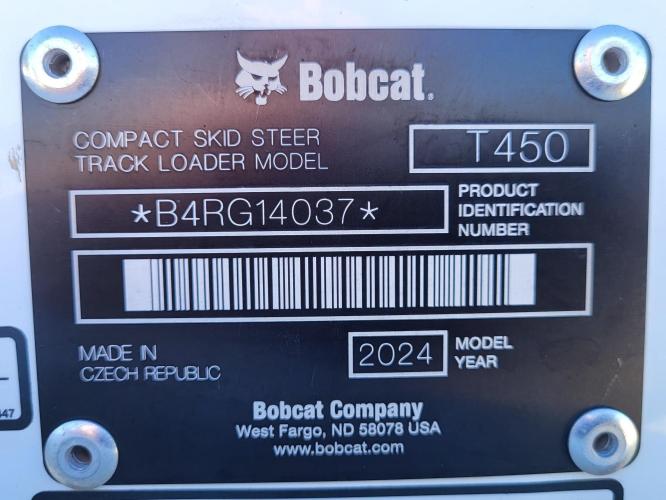 Bobcat.
COMPACT SKID STEER
TRACK LOADER MODEL
T450
*B4RG14037*
PRODUCT
IDENTIFICATION
NUMBER
MADE IN
CZECH REPUBLIC
2024
MODEL
YEAR
Bobcat Company
West Fargo, ND 58078 USA
www.bobcat.com
447